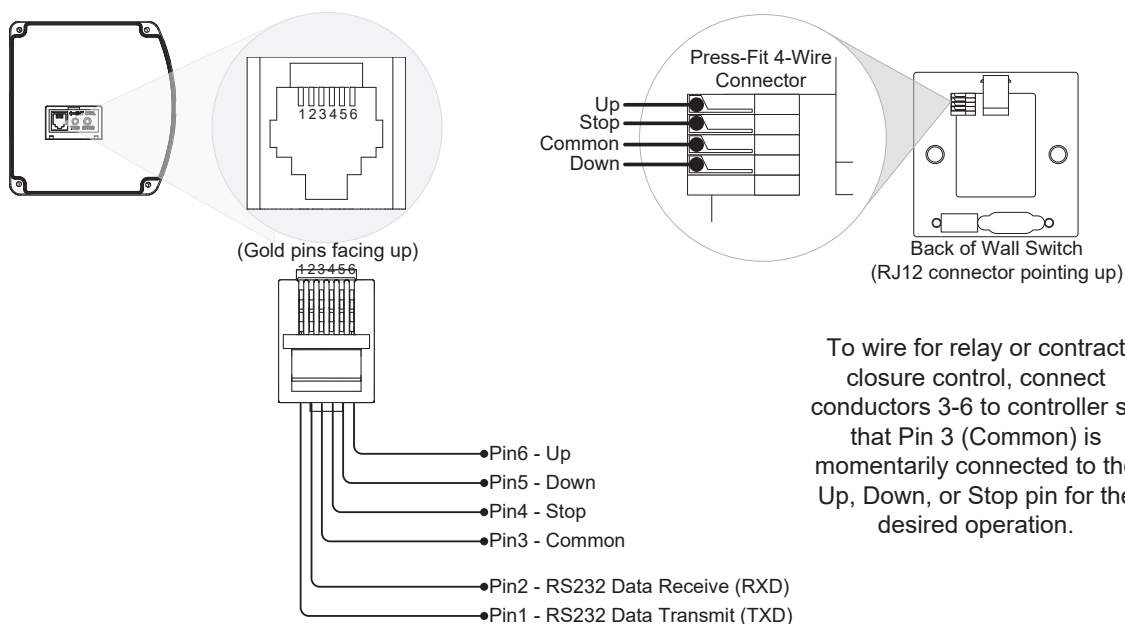 123456
(Gold pins facing up)
123456
Pin6 - Up
Pin5 - Down
Pin4 - Stop
Pin3 - Common
Pin2 - RS232 Data Receive (RXD)
Pin1 - RS232 Data Transmit (TXD)
Press-Fit 4-Wire
Connector
Up
Stop
Common
Down
Back of Wall Switch
(RJ12 connector pointing up)
To wire for relay or contract
closure control, connect
conductors 3-6 to controller s
that Pin 3 (Common) is
momentarily connected to the
Up, Down, or Stop pin for the
desired operation.